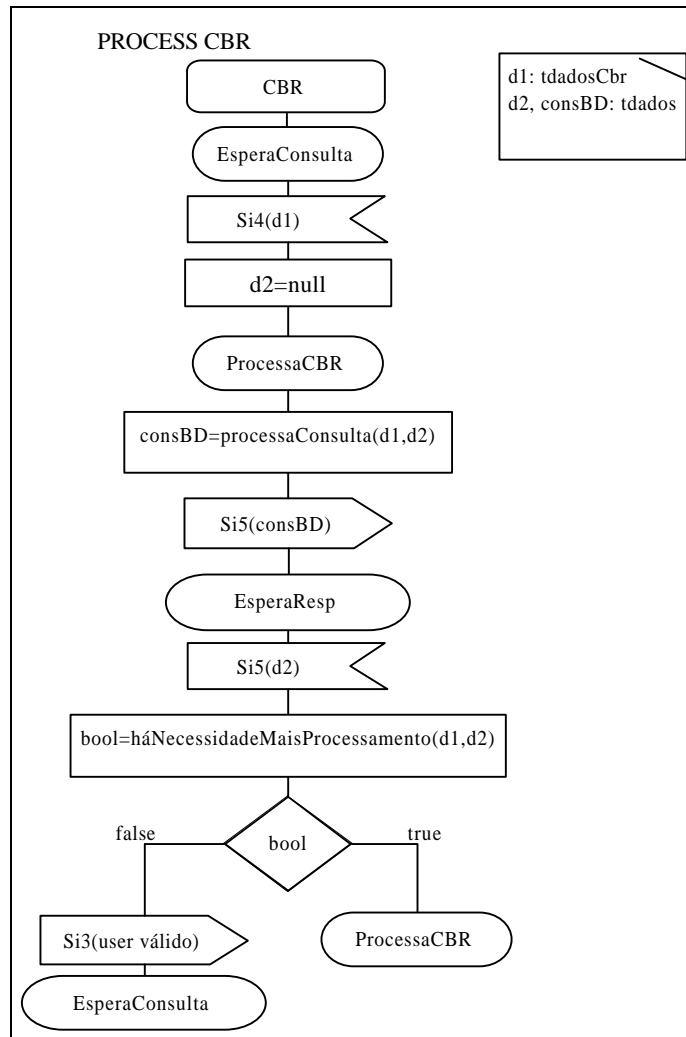 PROCESS CBR
d1: tdadosCbr
d2, consBD: tdados
CBR
EsperaConsulta
Si4(d1)
d2=null
ProcessaCBR
consBD=processaConsulta(d1,d2)
Si5(consBD)
EsperaResp
Si5(d2)
bool=háNecessidadeMaisProcessamento(d1,d2)
false
true
bool
Si3(user válido)
ProcessaCBR
EsperaConsulta